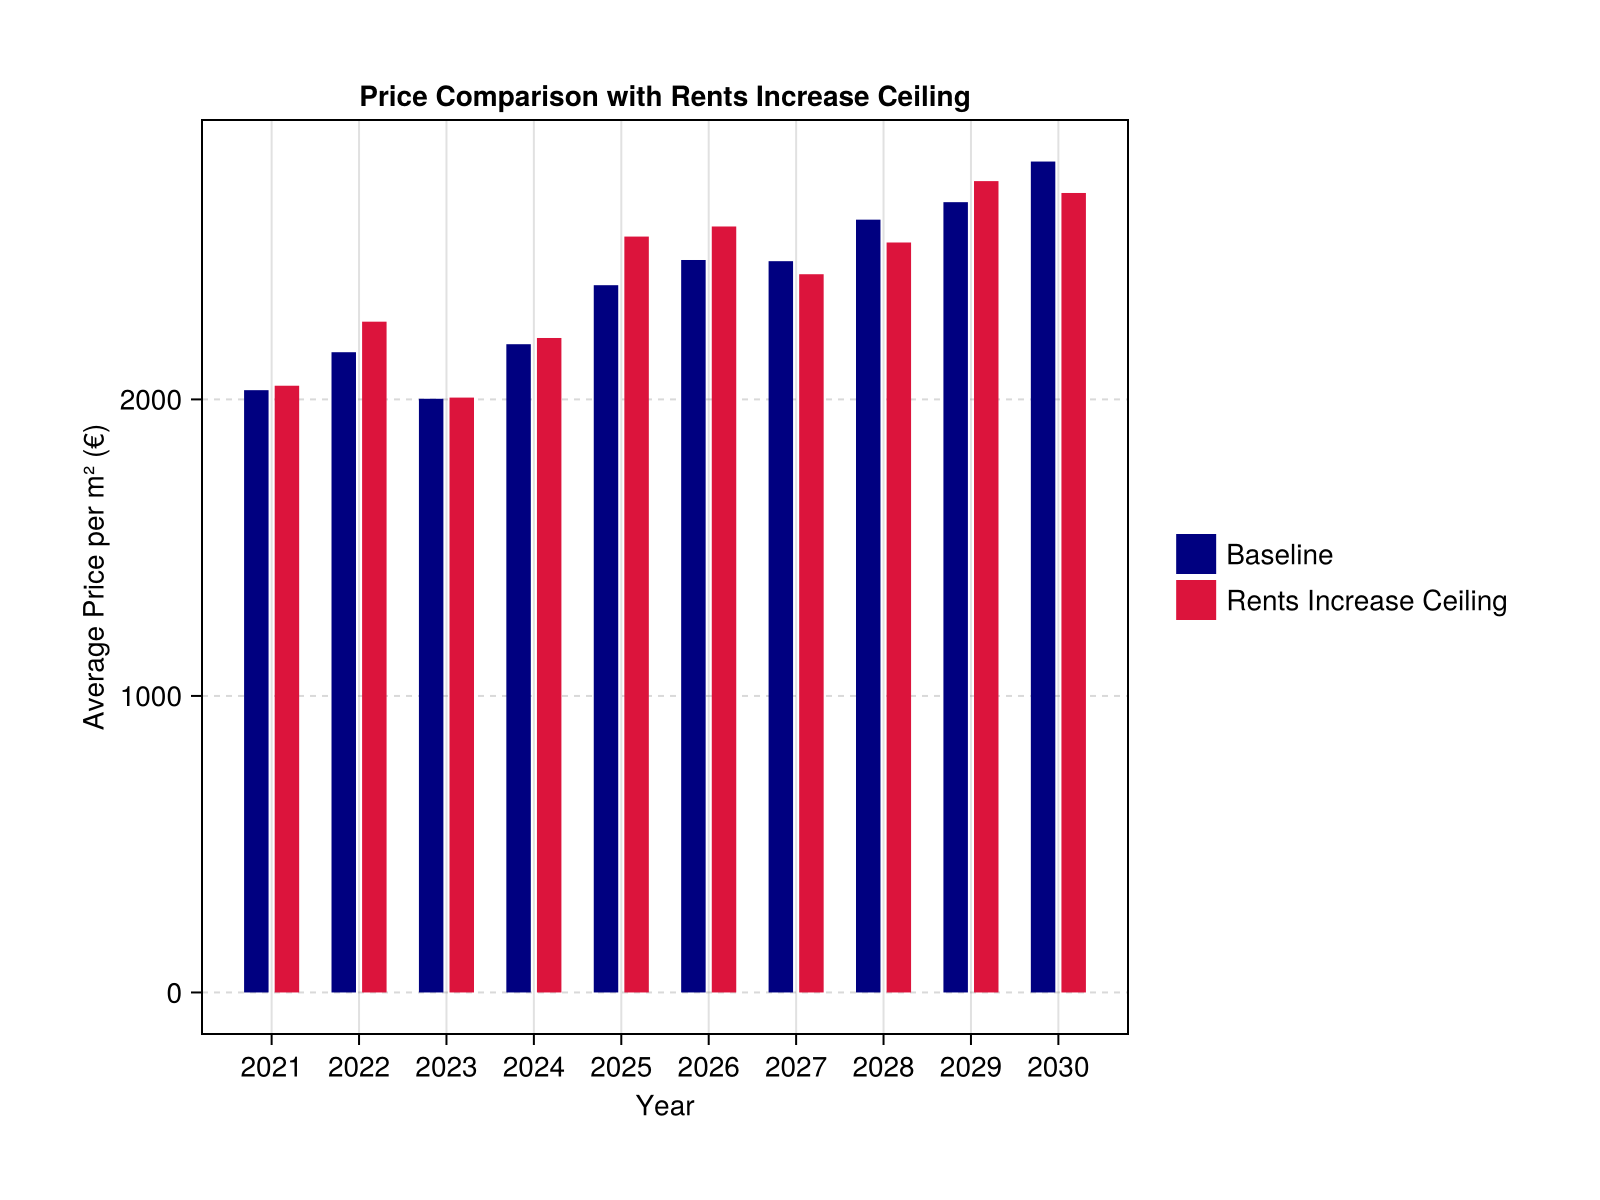 Price Comparison with Rents Increase Ceiling
Average Price per m² (€)
2000
1000
0
2021 2022 2023 2024 2025 2026 2027 2028 2029 2030
Year
Baseline
Rents Increase Ceiling